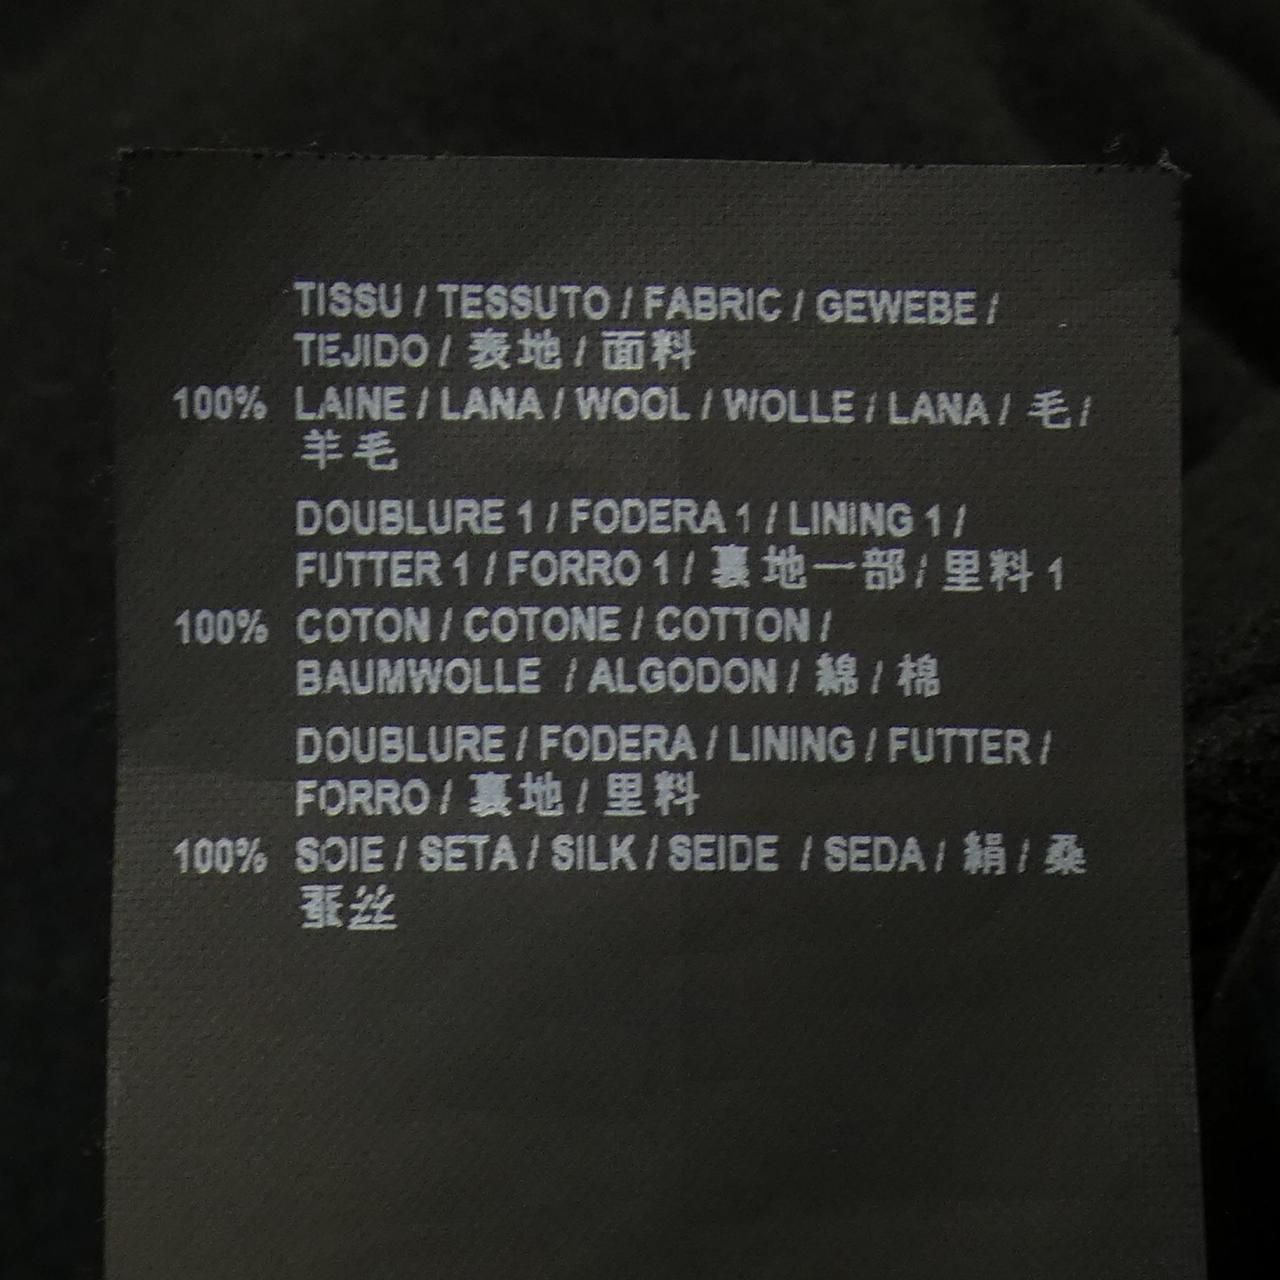 TISSU / TESSUTO / FABRIC / GEWEBE /
TEJIDO / 表地 / 面料
100% LAINE / LANA / WOOL / WOLLE / LANA / 毛 /
羊毛
DOUBLURE 1 / FODERA 1 / LINING 1 /
FUTTER 1 / FORRO 1 / 裏地一部 / 里料 1
100% COTON / COTONE / COTTON /
BAUMWOLLE / ALGODON / 綿 / 棉
DOUBLURE / FODERA / LINING / FUTTER /
FORRO / 裏地 / 里料
100% SOIE / SETA / SILK / SEIDE / SEDA / 絹 / 桑
蚕丝